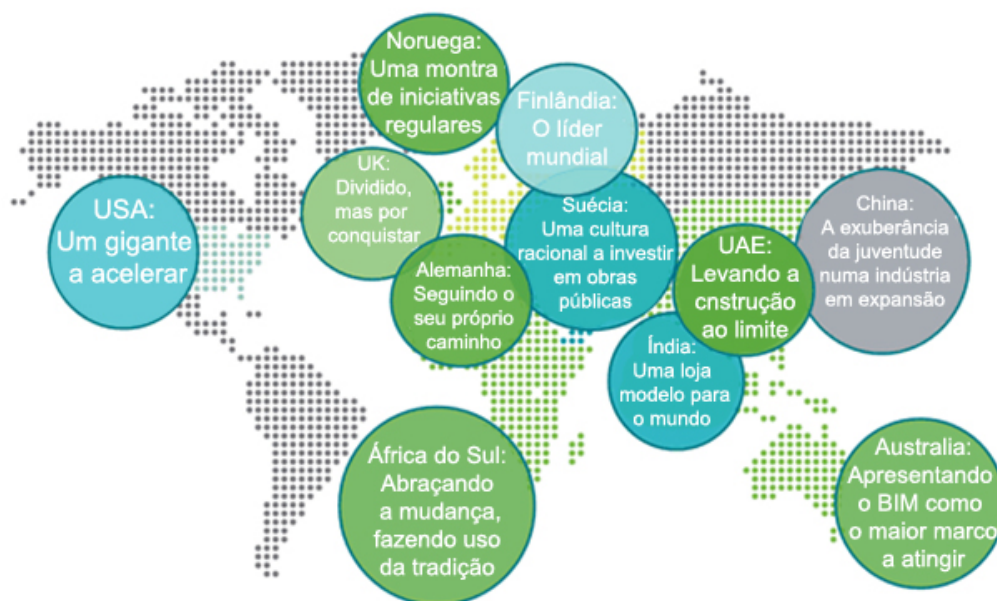 Noruega:
Uma montra
de iniciativas
regulares
Finlândia:
O líder
mundial
UK:
Dividido,
mas por
conquistar
USA:
Um gigante
a acelerar
Suécia:
Uma cultura
racional a investir
em obras
públicas
China:
A exuberância
da juventude
numa indústria
em expansão
UAE:
Levando a
cnstrução
ao limite
Alemanha:
Seguindo o
seu próprio
caminho
Índia:
Uma loja
modelo para
o mundo
África do Sul:
Abraçando
a mudança,
fazendo uso
da tradição
Australia:
Apresentando
o BIM como
o maior marco
a atingir